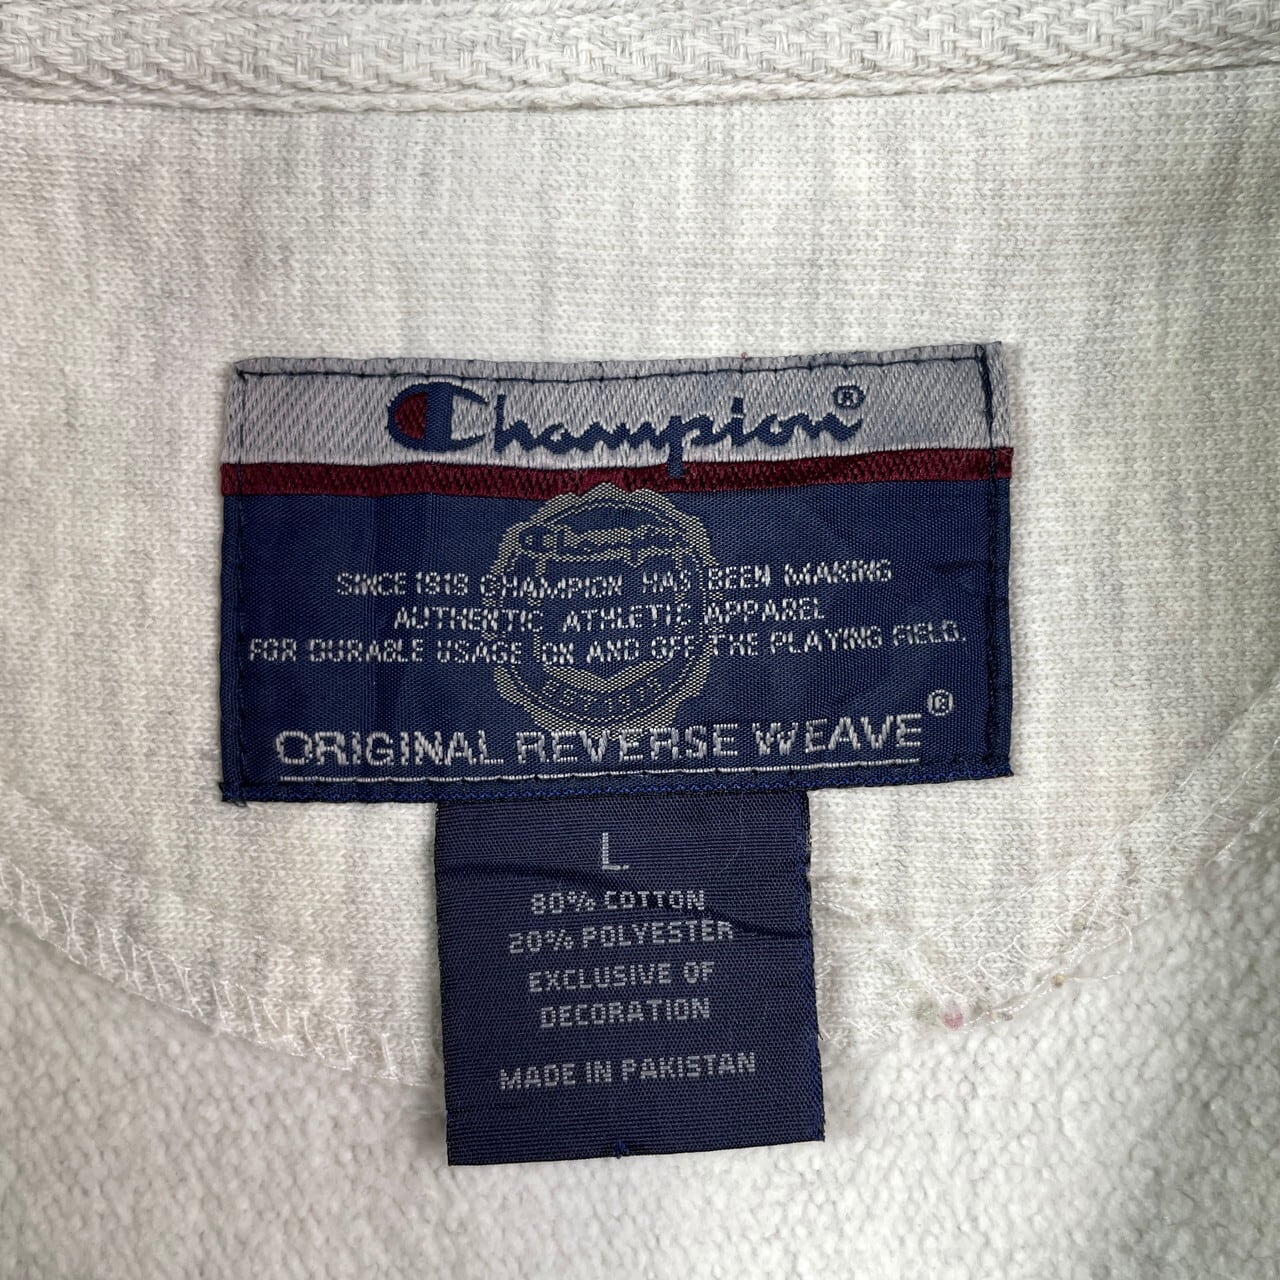 Champion®
SINCE 1919 CHAMPION HAS BEEN MAKING
AUTHENTIC ATHLETIC APPAREL
FOR DURABLE USAGE ON AND OFF THE PLAYING FIELD.
ORIGINAL REVERSE WEAVE®
L
80% COTTON
20% POLYESTER
EXCLUSIVE OF
DECORATION
MADE IN PAKISTAN